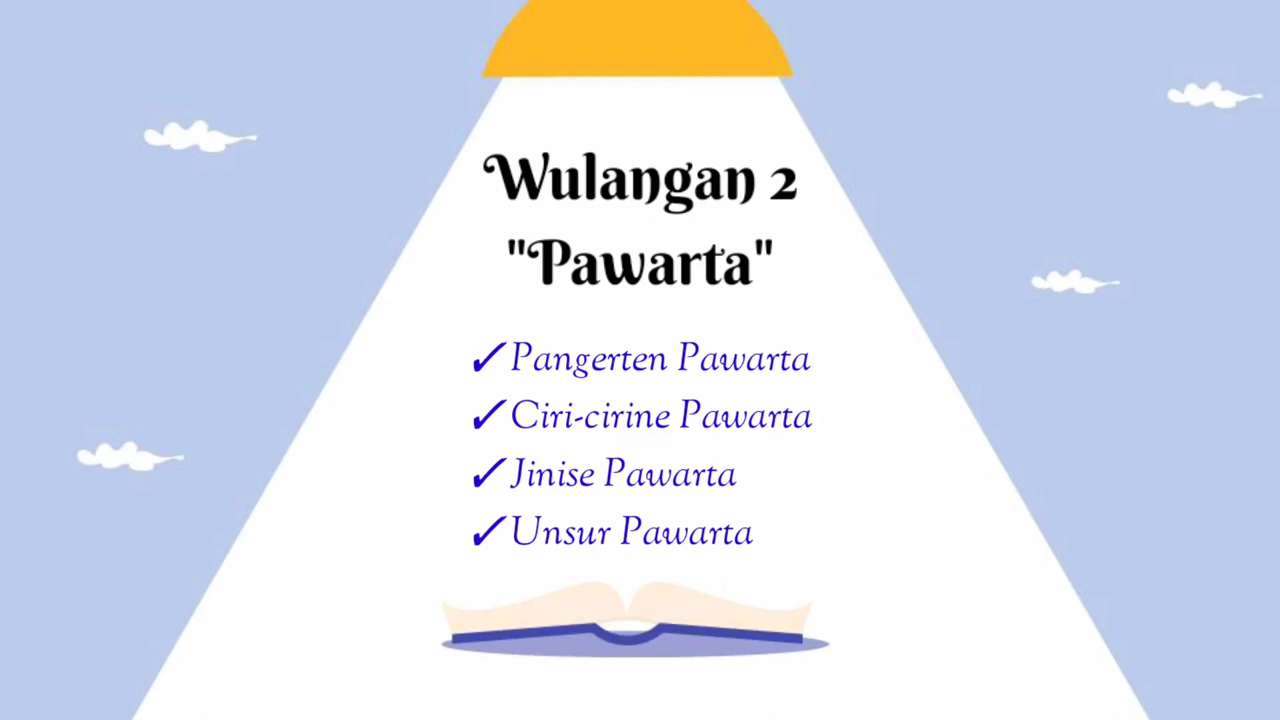 Wulangan 2
"Pawarta"
✓Pangerten Pawarta
✓Ciri-cirine Pawarta
✓Jinise Pawarta
✓Unsur Pawarta